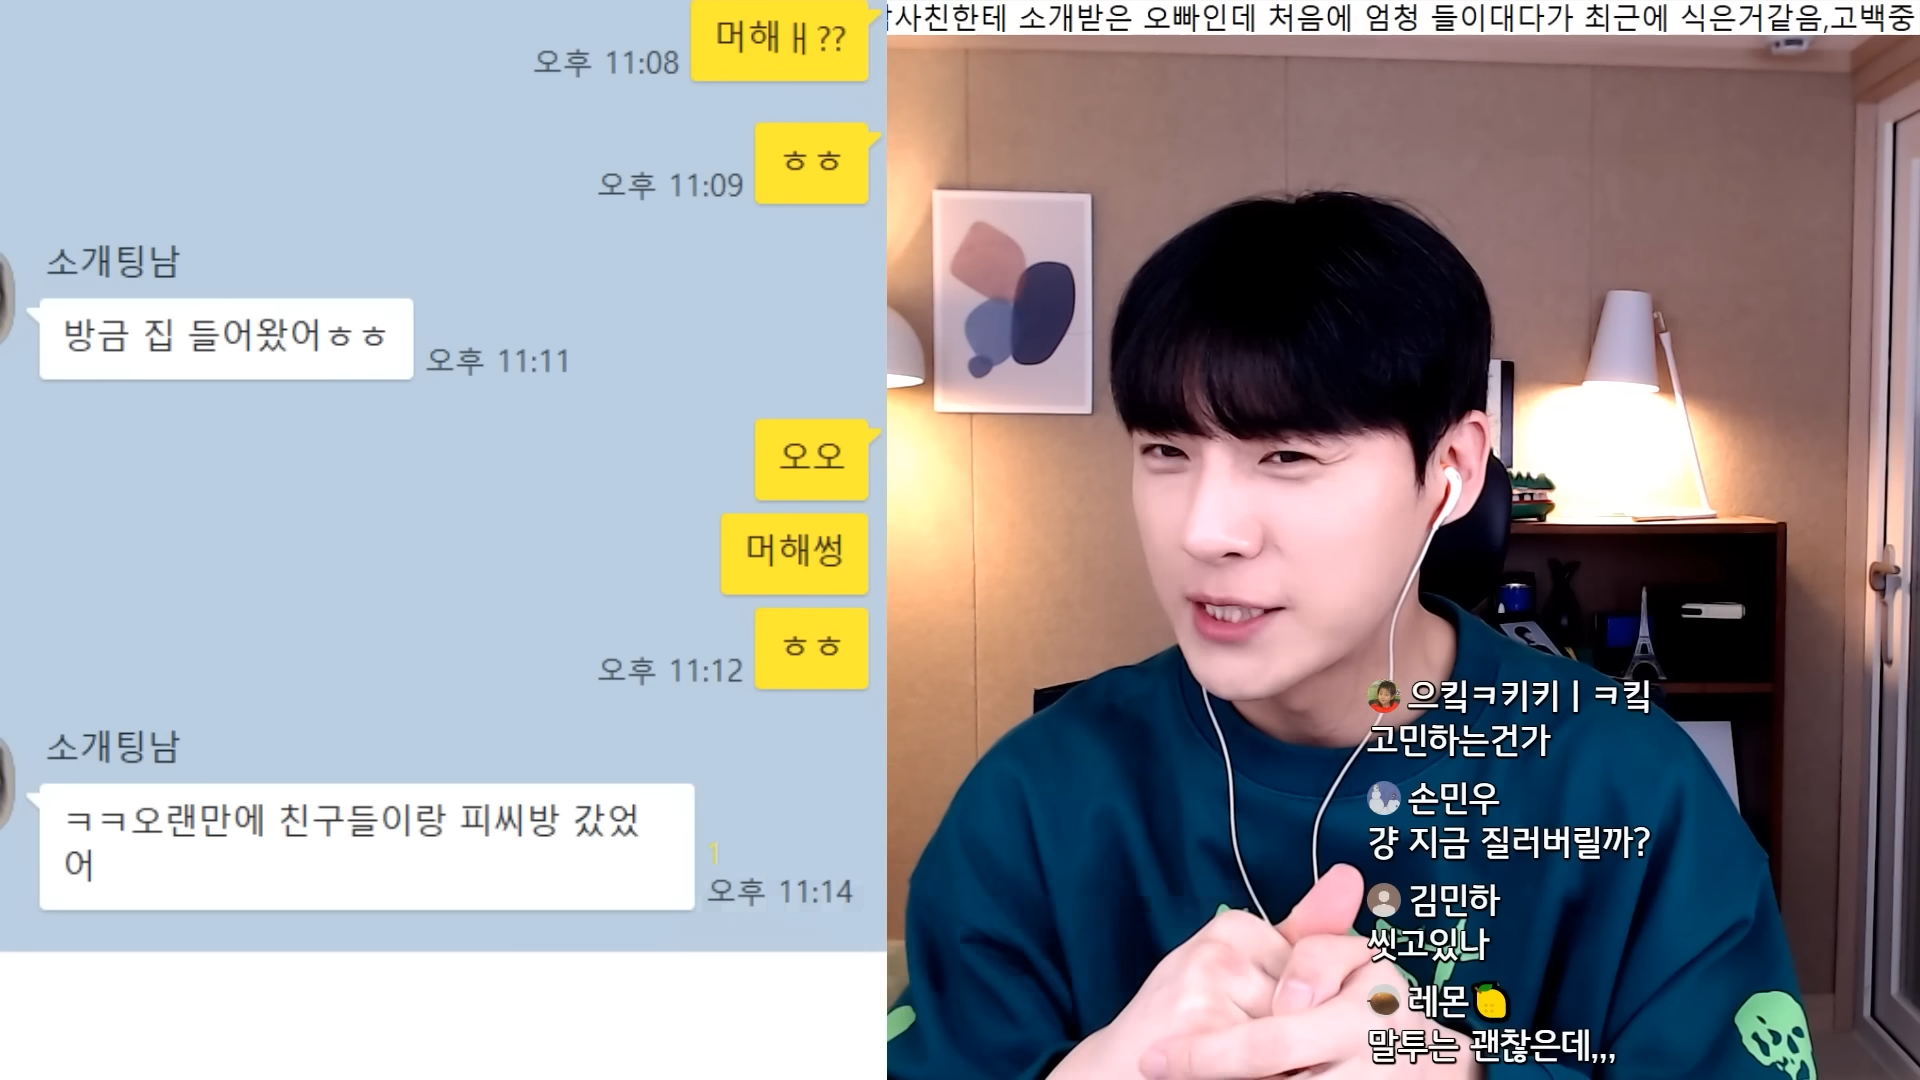 머해ㅐ??
오후 11:08
ㅎㅎ
오후 11:09
소개팅남
방금 집 들어왔어ㅎㅎ
오후 11:11
오오
머해썽
ㅎㅎ
오후 11:12
소개팅남
ㅋㅋ오랜만에 친구들이랑 피씨방 갔었
어
1
오후 11:14
소개받은 오빠인데 처음에 엄청 들이대다가 최근에 식은거같음,고백중
으킼ㅋ키키ㅣㅋ킼
고민하는건가
손민우
걍 지금 질러버릴까?
김민하
씻고있나
레몬🍋
말투는 괜찮은데,,,